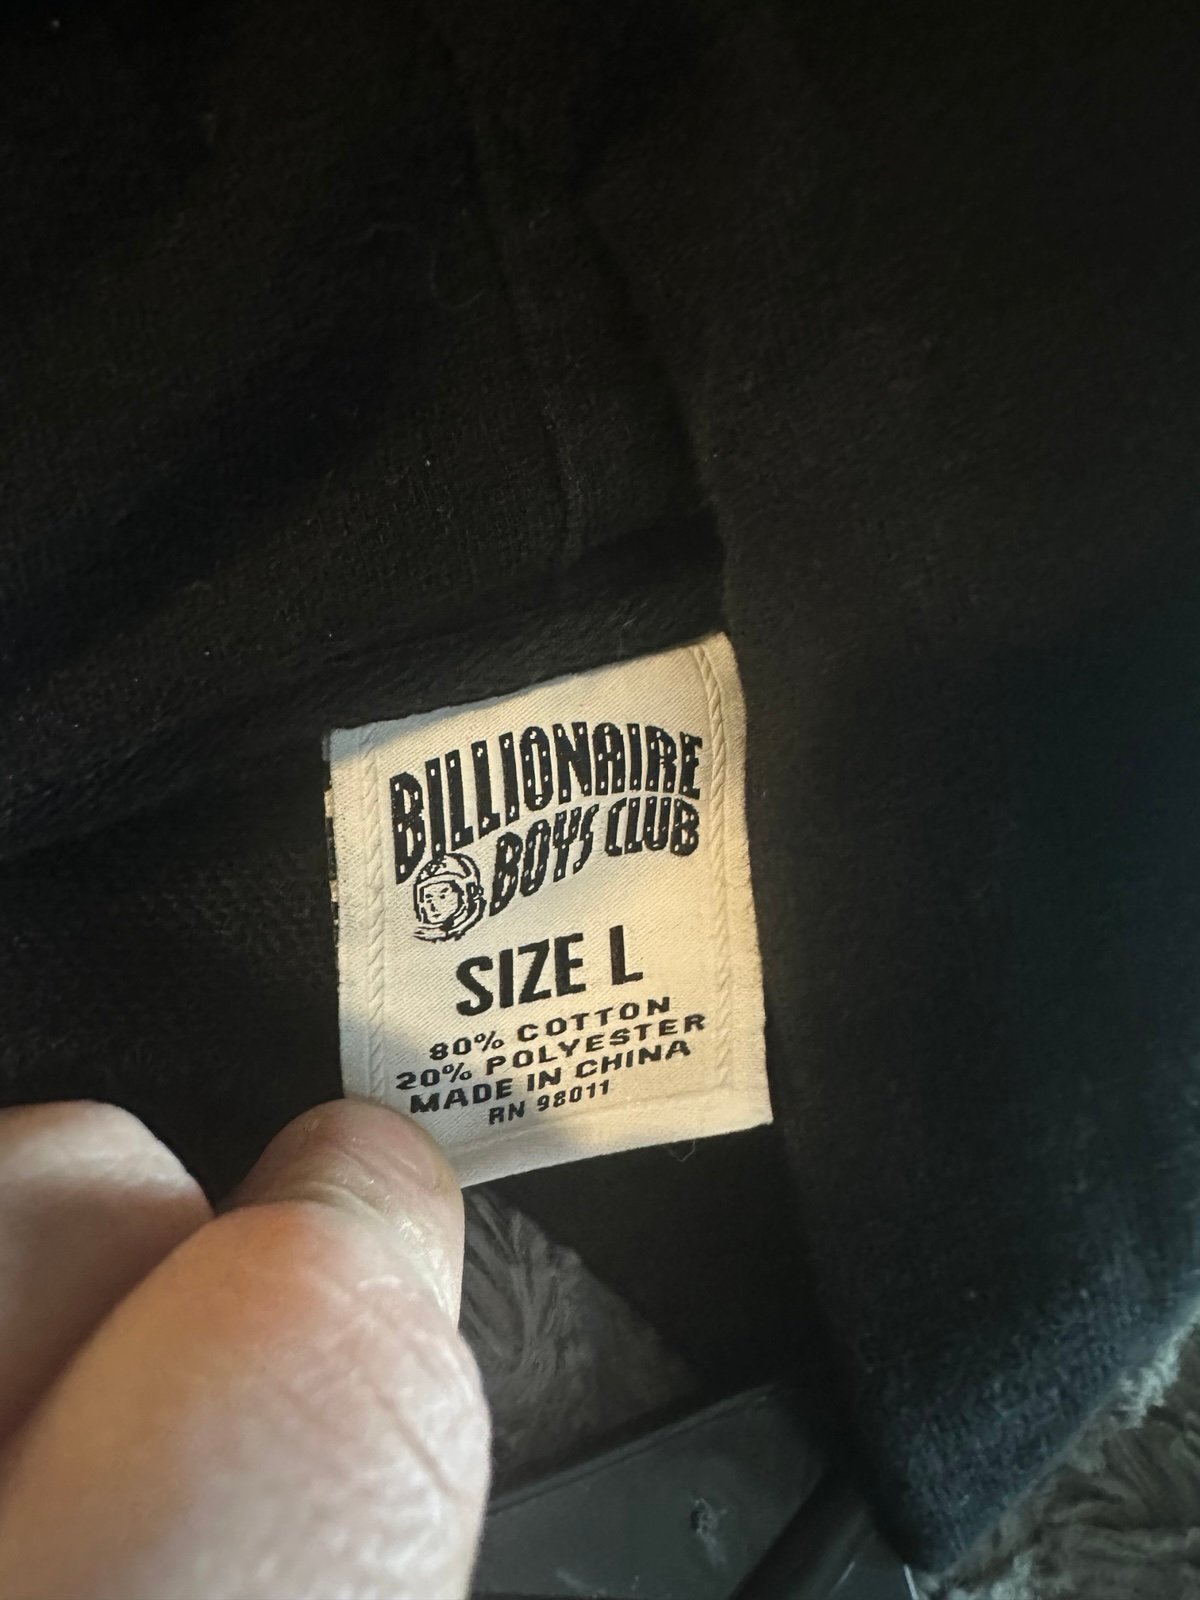 BILLIONAIRE
BOYS CLUB
SIZE L
80% COTTON
20% POLYESTER
MADE IN CHINA
RN 98011